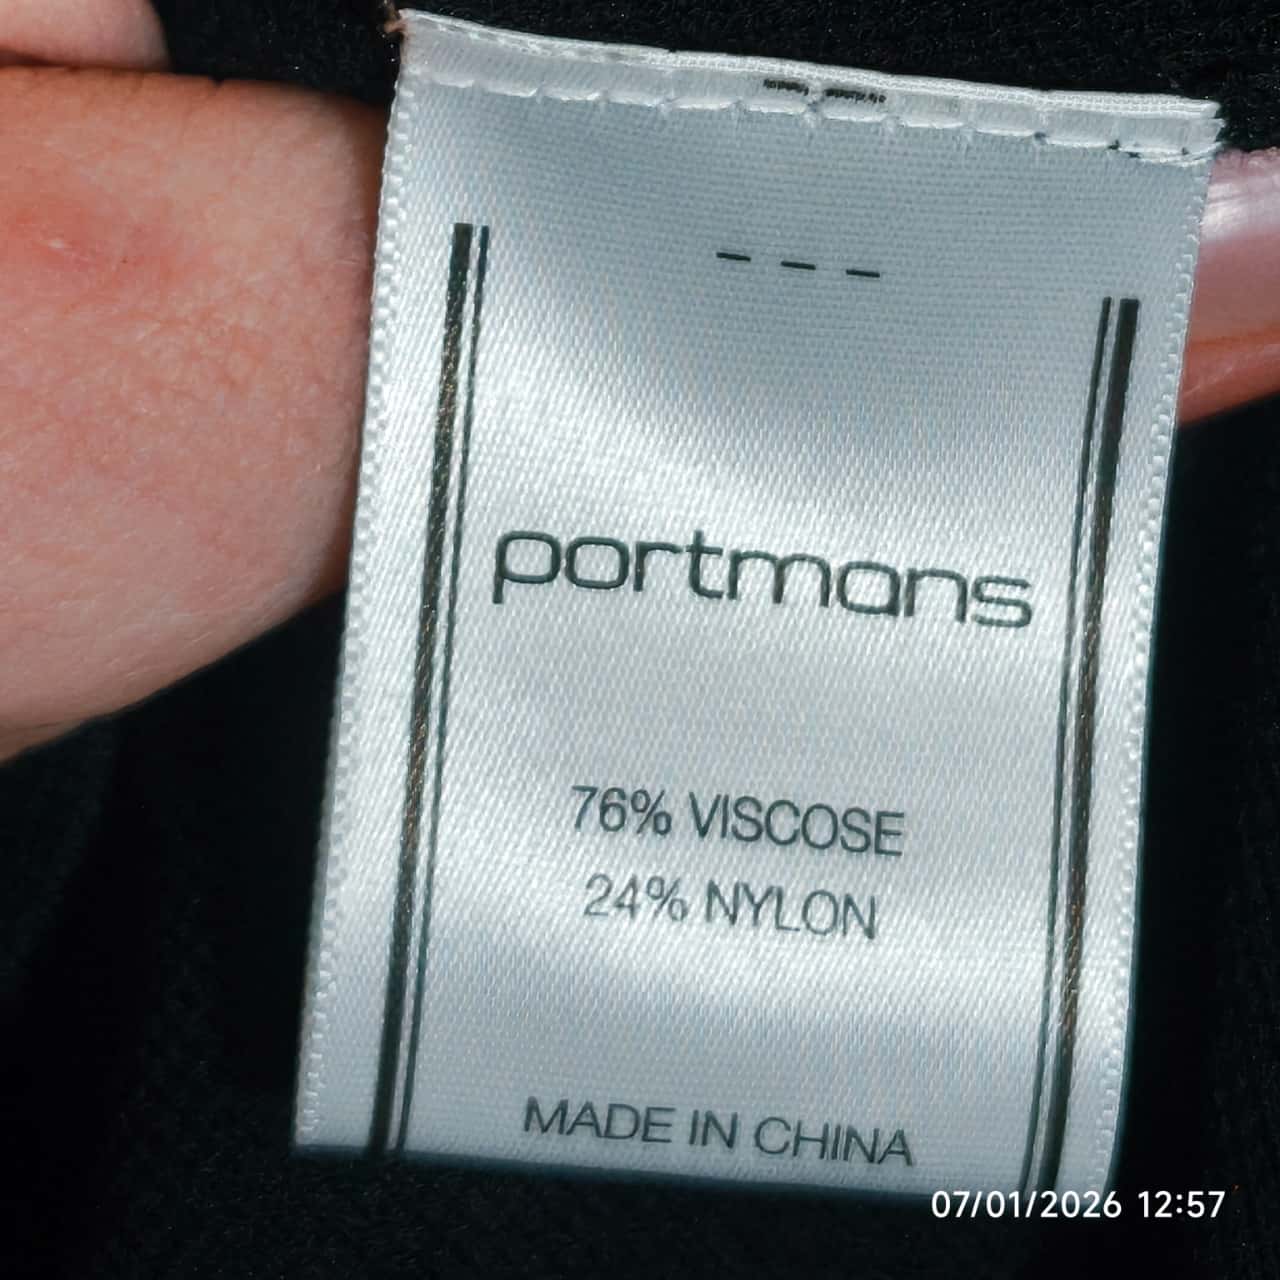 – – –
portmans
76% VISCOSE
24% NYLON
MADE IN CHINA
07/01/2026 12:57